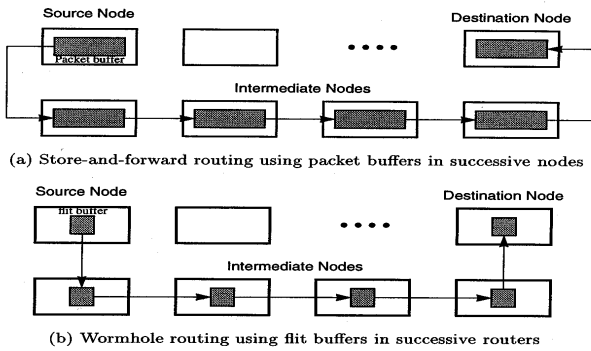 Source Node
Destination Node
Packet buffer
Intermediate Nodes
(a) Store-and-forward routing using packet buffers in successive nodes
Source Node
Destination Node
flit buffer
Intermediate Nodes
(b) Wormhole routing using flit buffers in successive routers